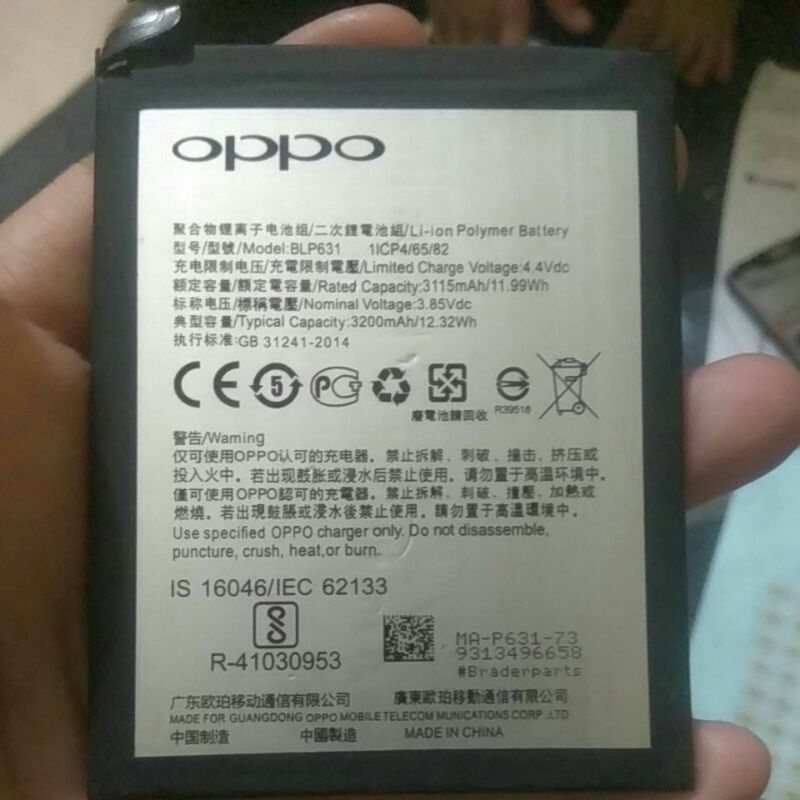 oppo
聚合物锂离子电池组/二次鋰電池組/Li-ion Polymer Battery
型号/型號/Model:BLP631 1ICP4/65/82
充电限制电压/充電限制電壓/Limited Charge Voltage:4.4Vdc
额定容量/額定電容量/Rated Capacity:3115mAh/11.99Wh
标称电压/標稱電壓/Nominal Voltage:3.85Vdc
典型容量/Typical Capacity:3200mAh/12.32Wh
执行标准:GB 31241-2014
CE 5 PCT
廢電池請回收 R39518
警告/Warning
仅可使用OPPO认可的充电器。禁止拆解、刺破、撞击、挤压或
投入火中。若出现鼓胀或浸水后禁止使用。请勿置于高温环境中。
僅可使用OPPO認可的充電器。禁止拆解、刺破、撞壓、加熱或
燃燒。若出現鼓脹或浸水後禁止使用。請勿置于高溫環境中。
Use specified OPPO charger only. Do not disassemble,
puncture, crush, heat,or burn.
IS 16046/IEC 62133
R-41030953
MA-P631-73
9313496658
#Braderparts
广东欧珀移动通信有限公司 廣東歐珀移動通信有限公司
MADE FOR GUANGDONG OPPO MOBILE TELECOM MUNICATIONS CORP .,LTD
中国制造 中國製造 MADE IN CHINA